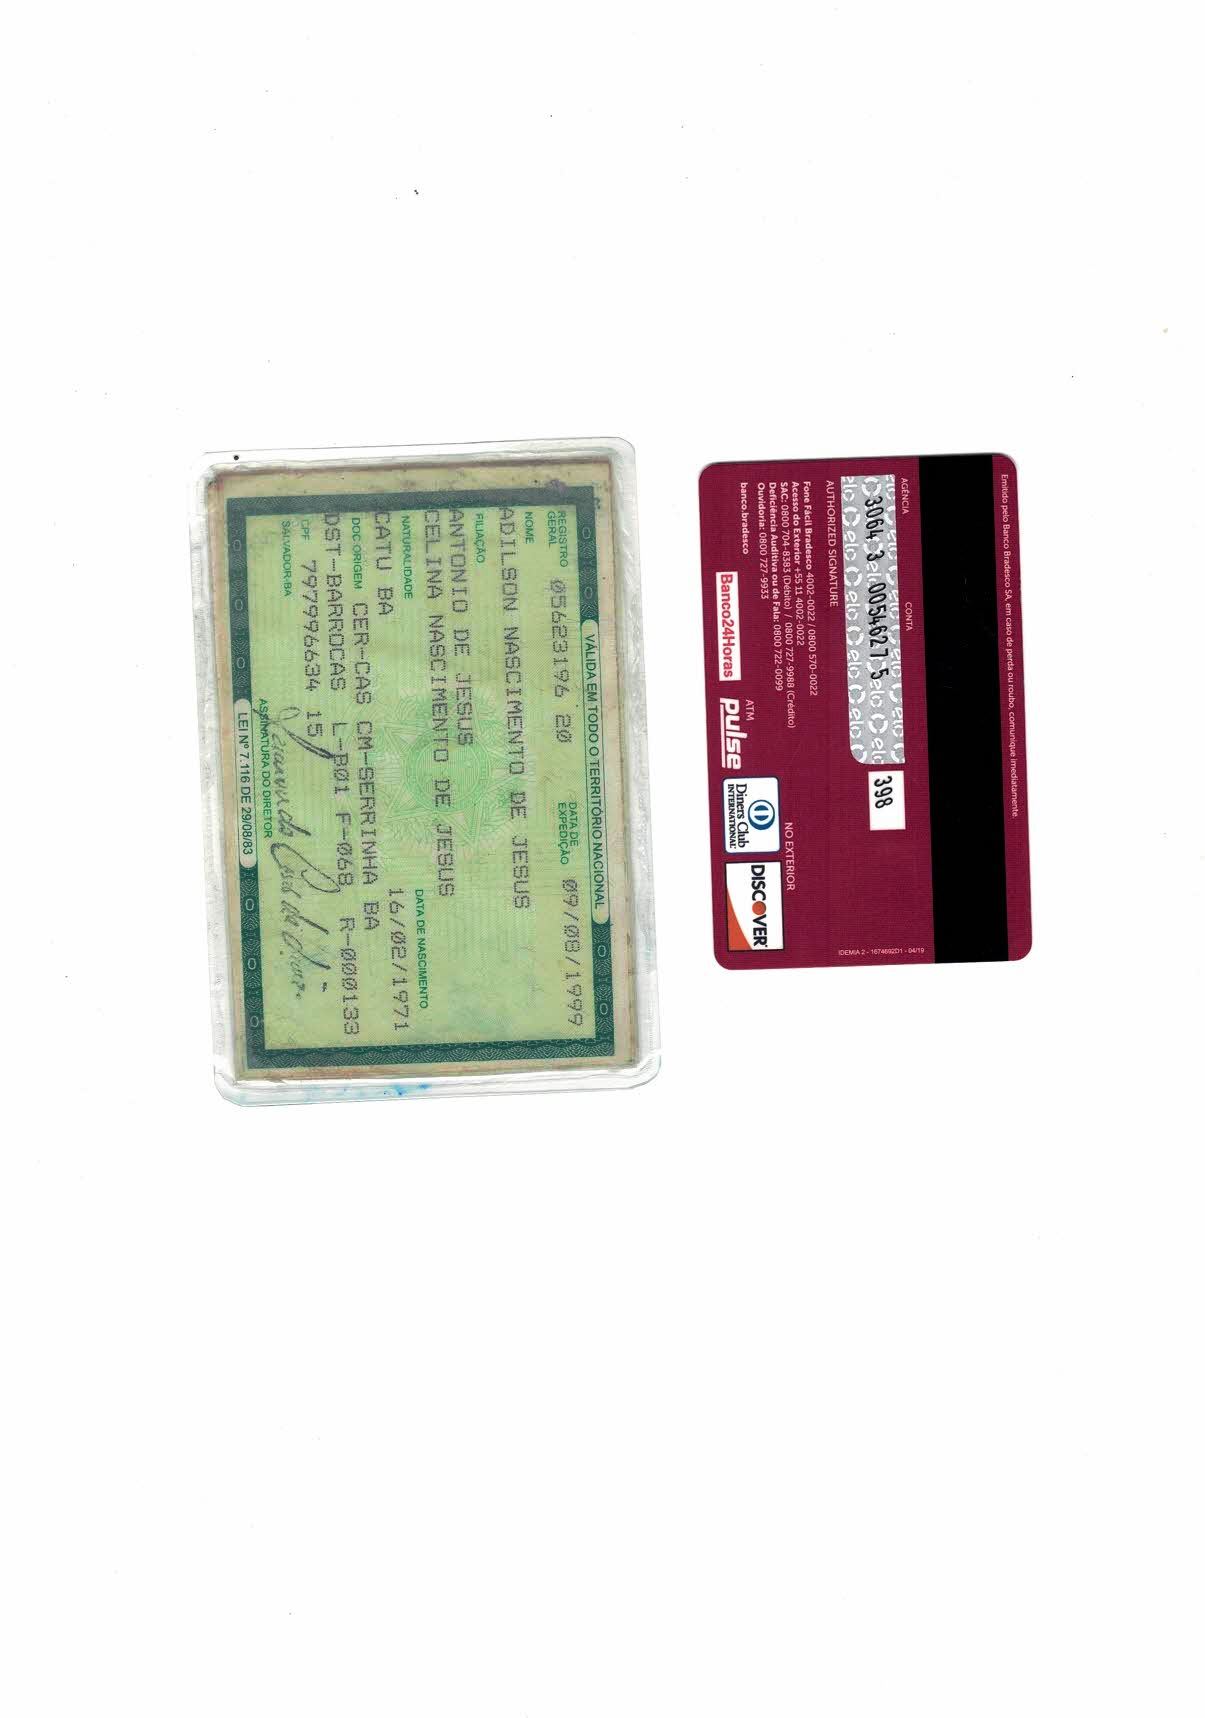 VÁLIDA EM TODO O TERRITÓRIO NACIONAL
REGISTRO GERAL 05623196 20 DATA DE EXPEDIÇÃO 09/08/1999
NOME
ADILSON NASCIMENTO DE JESUS
FILIAÇÃO
ANTONIO DE JESUS
CELINA NASCIMENTO DE JESUS
NATURALIDADE DATA DE NASCIMENTO
CATU BA 16/02/1971
DOC ORIGEM CER-CAS CM-SERRINHA BA
DST-BARROCAS L-B01 F-068 R-000133
CPF 79799634 15
SALVADOR-BA
ASSINATURA DO DIRETOR
LEI Nº 7.116 DE 29/08/83
Emitido pelo Banco Bradesco SA, em caso de perda ou roubo, comunique imediatamente.
AGÊNCIA CONTA
3064 3 0054627 5 398
AUTHORIZED SIGNATURE
NO EXTERIOR
Fone Fácil Bradesco 4002-0022 / 0800 570-0022
Acesso do Exterior +55 11 4002-0022
SAC: 0800 704-8383 (Débito) / 0800 727-9988 (Crédito)
Deficiência Auditiva ou de Fala: 0800 722-0099
Ouvidoria: 0800 727-9933
banco.bradesco
Banco24Horas
ATM
PULSE
Diners Club
INTERNATIONAL
DISCOVER
IDEMIA 2 - 1674692D1 - 04/19